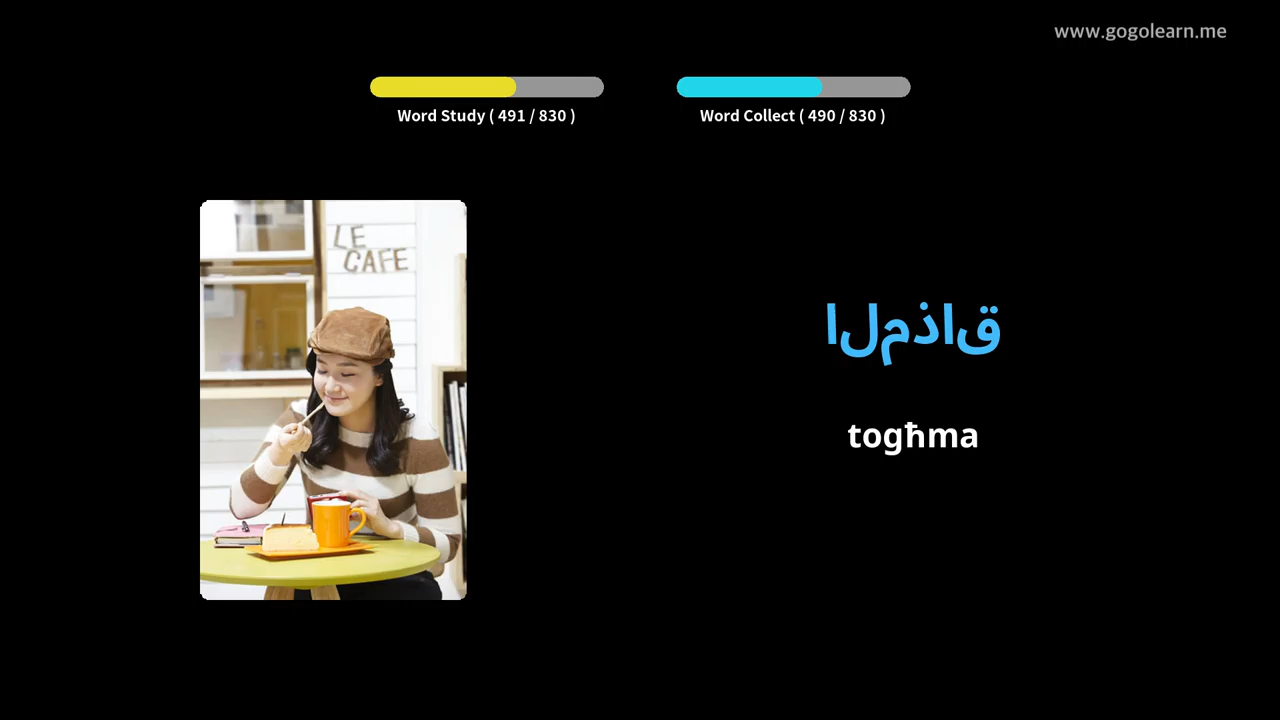 www.gogolearn.me
Word Study ( 491 / 830 )
Word Collect ( 490 / 830 )
LE
CAFE
المذاق
togħma